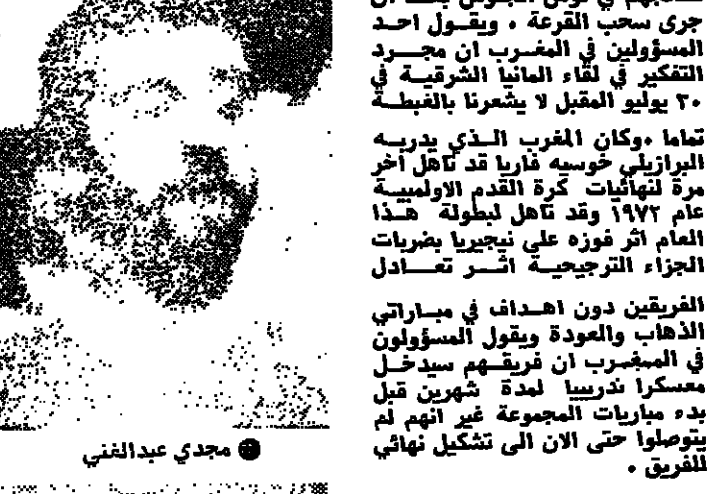 جرى سحب القرعة . ويقول احد
المسؤولين في المغرب ان مجرد
التفكير في لقاء المانيا الشرقية في
٣٠ يوليو المقبل لا يشعرنا بالغبطة
تماما .وكان المغرب الذي يدربه
البرازيلي خوسيه فاريا قد تاهل اخر
مرة لنهائيات كرة القدم الاولمبية
عام ١٩٧٢ وقد تاهل لبطولة هذا
العام اثر فوزه على نيجيريا بضربات
الجزاء الترجيحية اثر تعادل
الفريقين دون اهداف في مباراتي
الذهاب والعودة ويقول المسؤولون
في المغرب ان فريقهم سيدخل
معسكرا تدريبيا لمدة شهرين قبل
بدء مباريات المجموعة غير انهم لم
يتوصلوا حتى الان الى تشكيل نهائي
للفريق .
مجدي عبدالغني